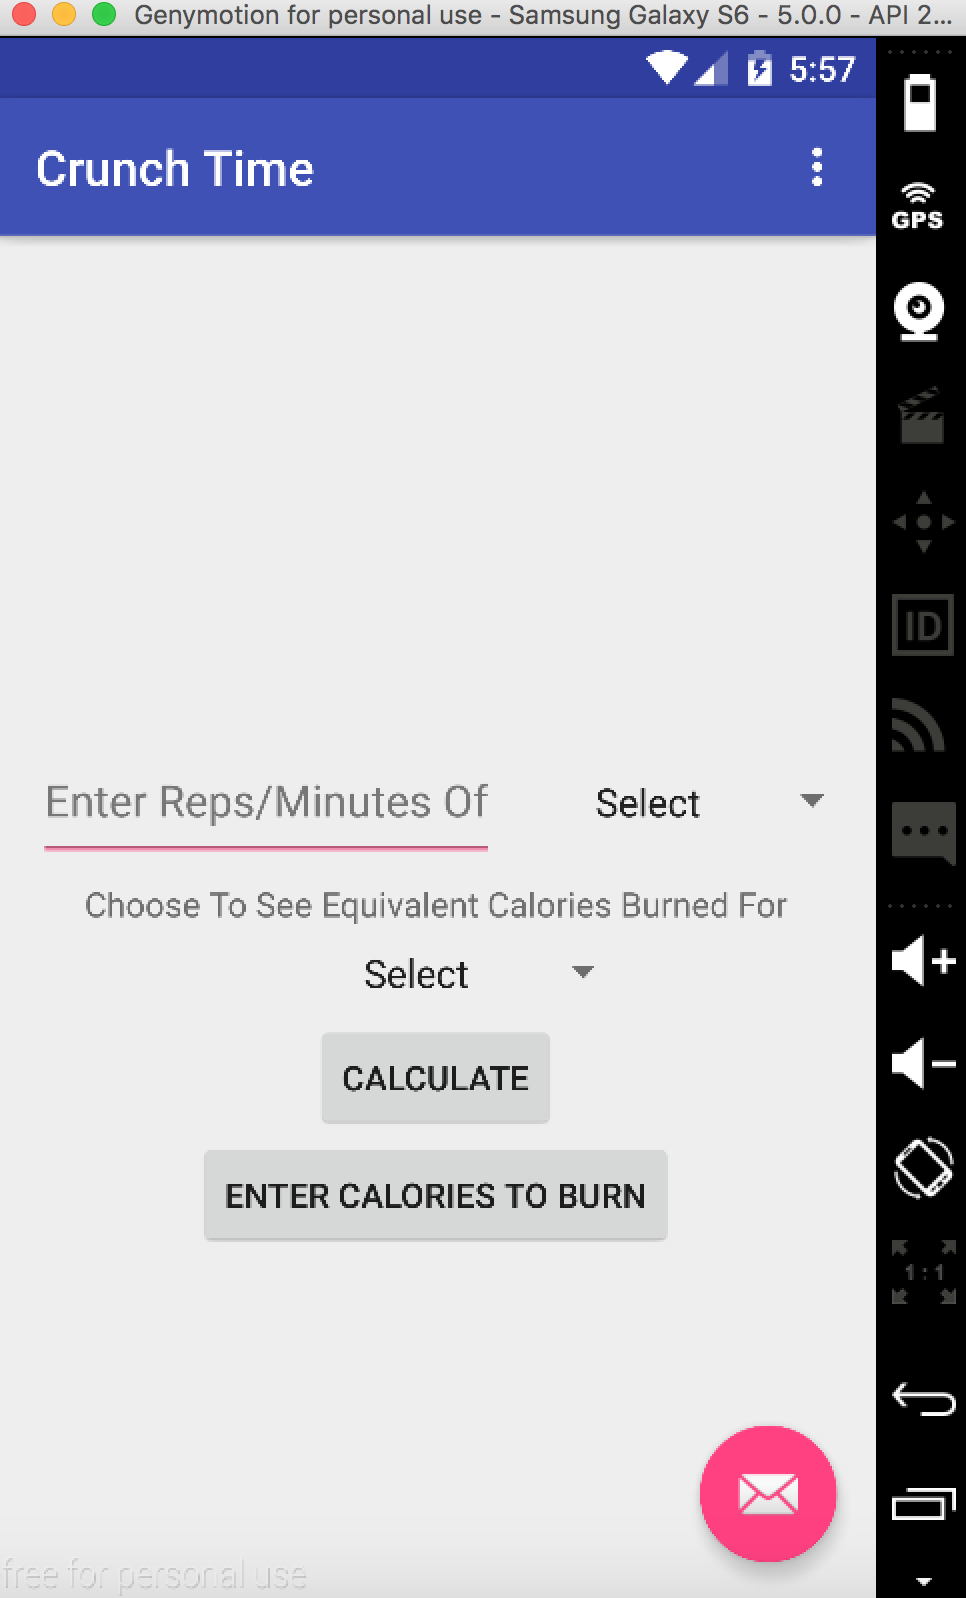 Genymotion for personal use - Samsung Galaxy S6 - 5.0.0 - API 2...
5:57
Crunch Time
GPS
ID
Enter Reps/Minutes Of
Select
Choose To See Equivalent Calories Burned For
Select
CALCULATE
ENTER CALORIES TO BURN
1:1
free for personal use